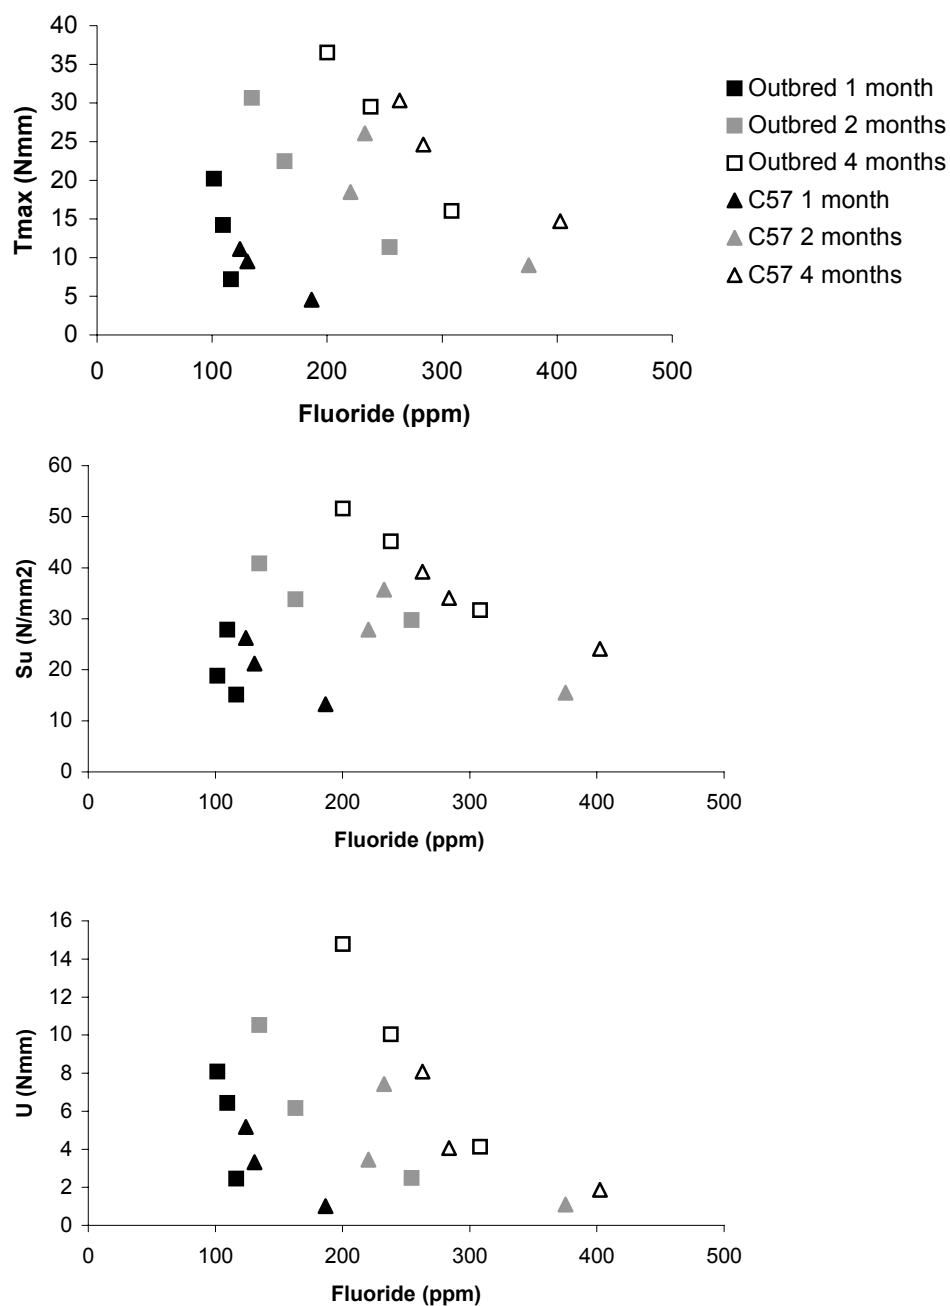 40
35
30
25
20
15
10
5
0
Tmax (Nmm)
0 100 200 300 400 500
Fluoride (ppm)
Outbred 1 month
Outbred 2 months
Outbred 4 months
C57 1 month
C57 2 months
C57 4 months
60
50
40
30
20
10
0
Su (N/mm2)
0 100 200 300 400 500
Fluoride (ppm)
16
14
12
10
8
6
4
2
0
U (Nmm)
0 100 200 300 400 500
Fluoride (ppm)